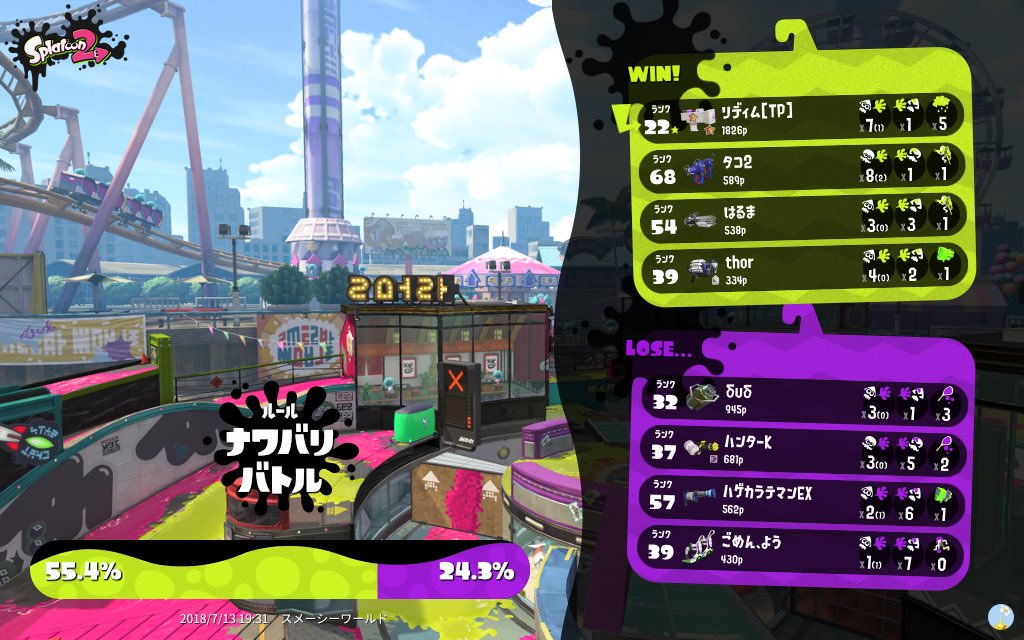 Splatoon 2
WIN!
ランク
22★
リディム[TP]
1826p
x7(1)
x1
x5
ランク
68
タコ2
589p
x8(2)
x1
x1
ランク
54
はるま
538p
x3(0)
x3
x1
ランク
39
thor
334p
x4(0)
x2
x1
LOSE...
ランク
32
δυδ
945p
x3(0)
x1
x3
ランク
37
ハンターK
681p
x3(0)
x5
x2
ランク
57
ハゲカラテマンEX
562p
x2(1)
x6
x1
ランク
39
ごめん、よう
430p
x1(1)
x7
x0
ルール
ナワバリ
バトル
55.4%
24.3%
2018/7/13 19:31 スメーシーワールド